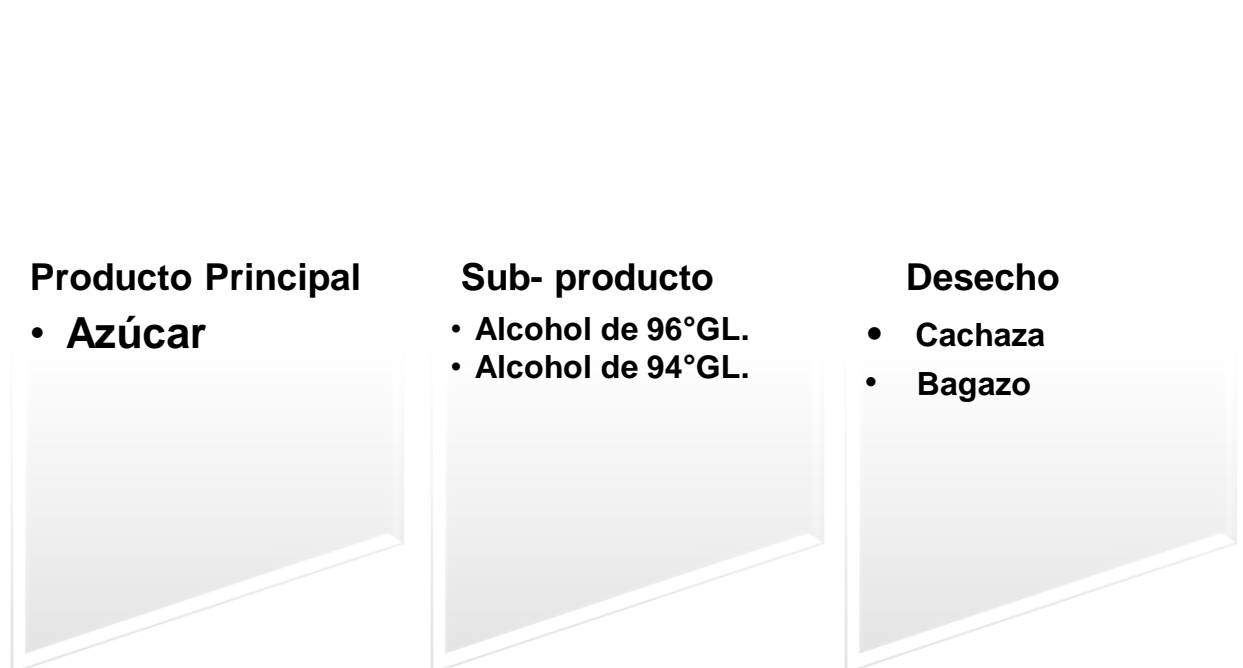 Producto Principal
• Azúcar
Sub- producto
• Alcohol de 96°GL.
• Alcohol de 94°GL.
Desecho
• Cachaza
• Bagazo